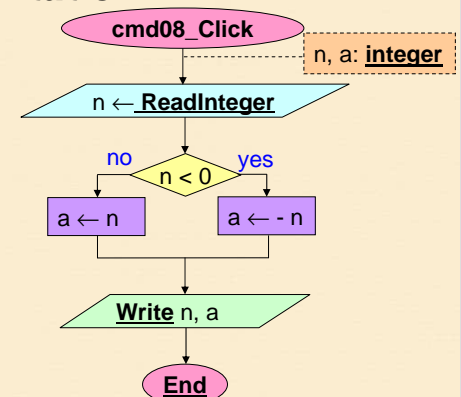 cmd08_Click
n, a: integer
n ← ReadInteger
no
yes
n < 0
a ← n
a ← - n
Write n, a
End